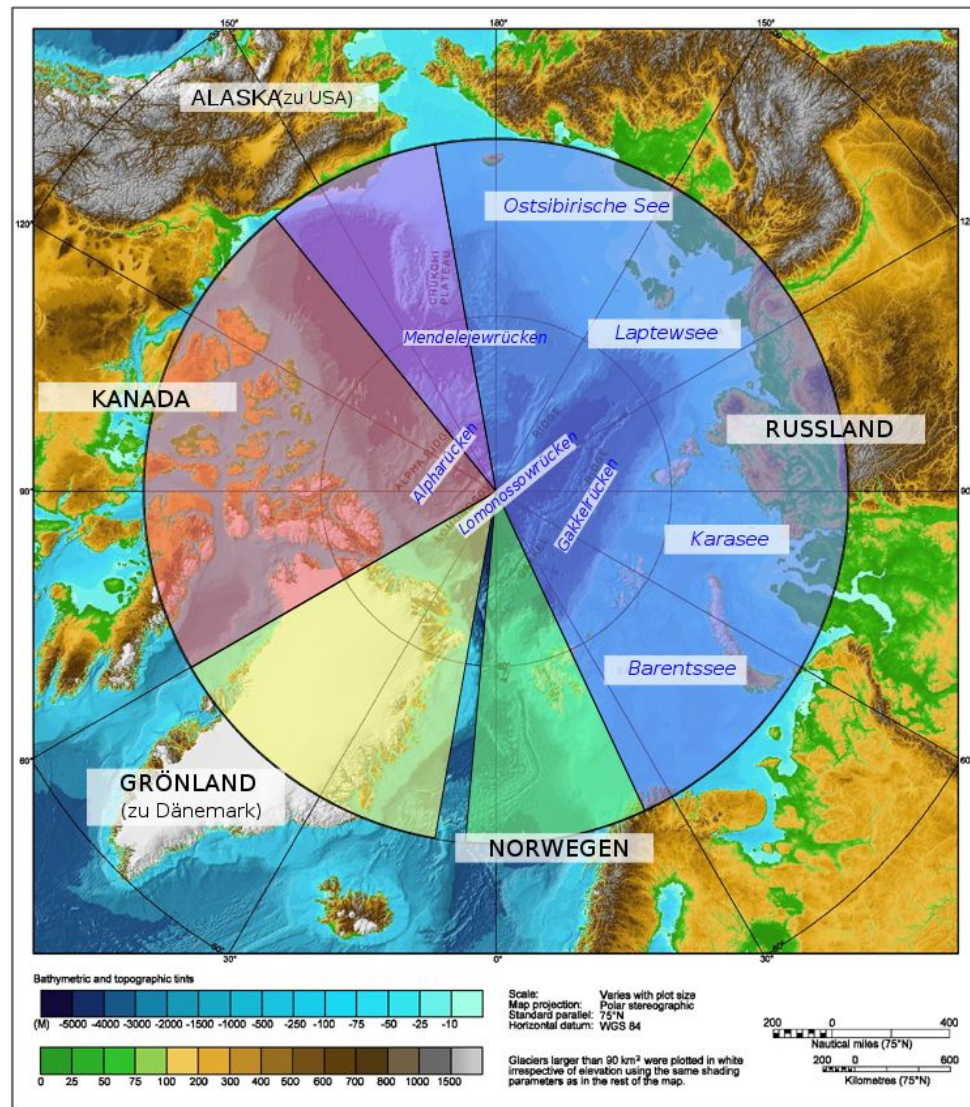 150°
180°
150°
ALASKA (zu USA)
120°
120°
Ostsibirische See
CHUKCHI
PLATEAU
Mendelejewrücken
Laptewsee
KANADA
RUSSLAND
ALPHA RIDGE
RIDGE
Alpharücken
Lomonossowrücken
Gakkelrücken
90°
90°
Karasee
Barentssee
60°
60°
GRÖNLAND
(zu Dänemark)
NORWEGEN
30°
0°
30°
Bathymetric and topographic tints
(M) -5000 -4000 -3000 -2000 -1500 -1000 -500 -250 -100 -75 -50 -25 -10
0 25 50 75 100 200 300 400 500 600 700 800 1000 1500
Scale: Varies with plot size
Map projection: Polar stereographic
Standard parallel: 75°N
Horizontal datum: WGS 84
Glaciers larger than 90 km² were plotted in white
irrespective of elevation using the same shading
parameters as in the rest of the map.
200 0 400
Nautical miles (75°N)
200 0 600
Kilometres (75°N)